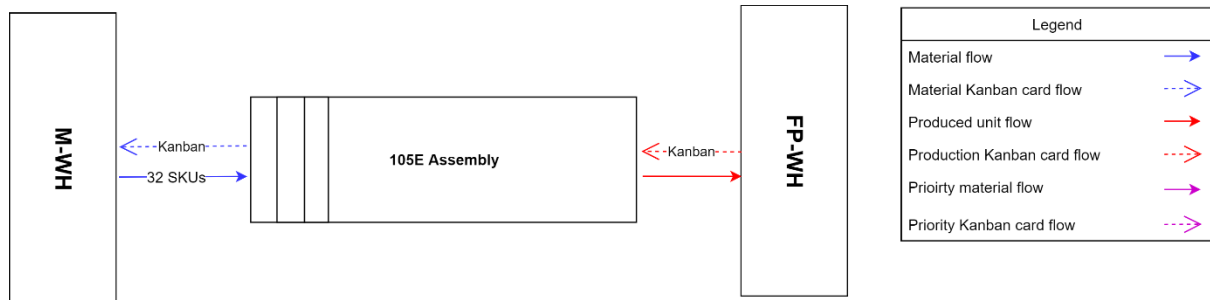 M-WH
Kanban
32 SKUs
105E Assembly
Kanban
FP-WH
Legend
Material flow
Material Kanban card flow
Produced unit flow
Production Kanban card flow
Prioirty material flow
Priority Kanban card flow